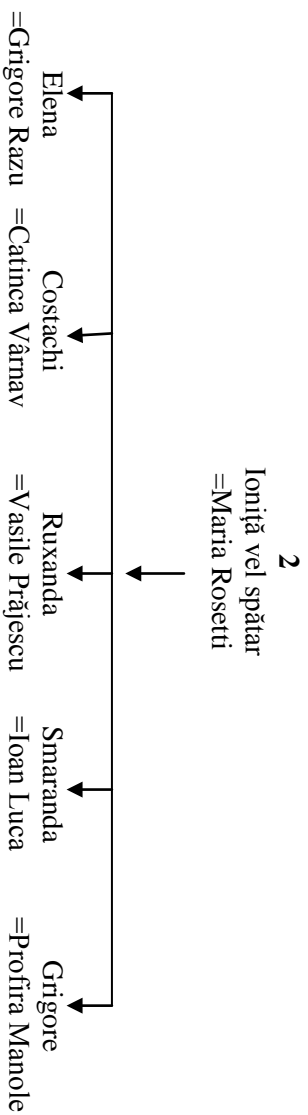 2
Ioniţă vel spătar
=Maria Rosetti
Elena Costachi Ruxanda Smaranda Grigore
=Grigore Razu =Catinca Vârnav =Vasile Prăjescu =Ioan Luca =Profira Manole